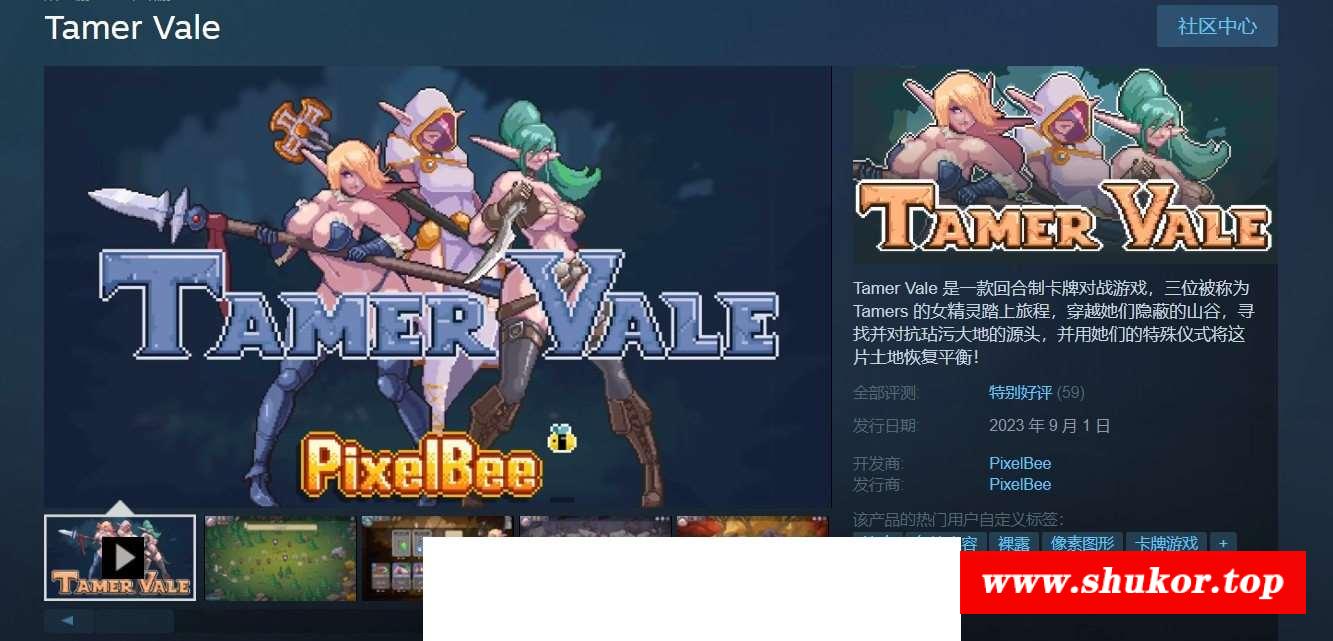 Tamer Vale
社区中心
TAMER VALE
PixelBee
TAMER VALE
TAMER VALE
Tamer Vale 是一款回合制卡牌对战游戏，三位被称为
Tamers 的女精灵踏上旅程，穿越她们隐蔽的山谷，寻
找并对抗玷污大地的源头，并用她们的特殊仪式将这
片土地恢复平衡！
全部评测: 特别好评 (59)
发行日期: 2023 年 9 月 1 日
开发商: PixelBee
发行商: PixelBee
该产品的热门用户自定义标签:
容 裸露 像素图形 卡牌游戏 +
www.shukor.top